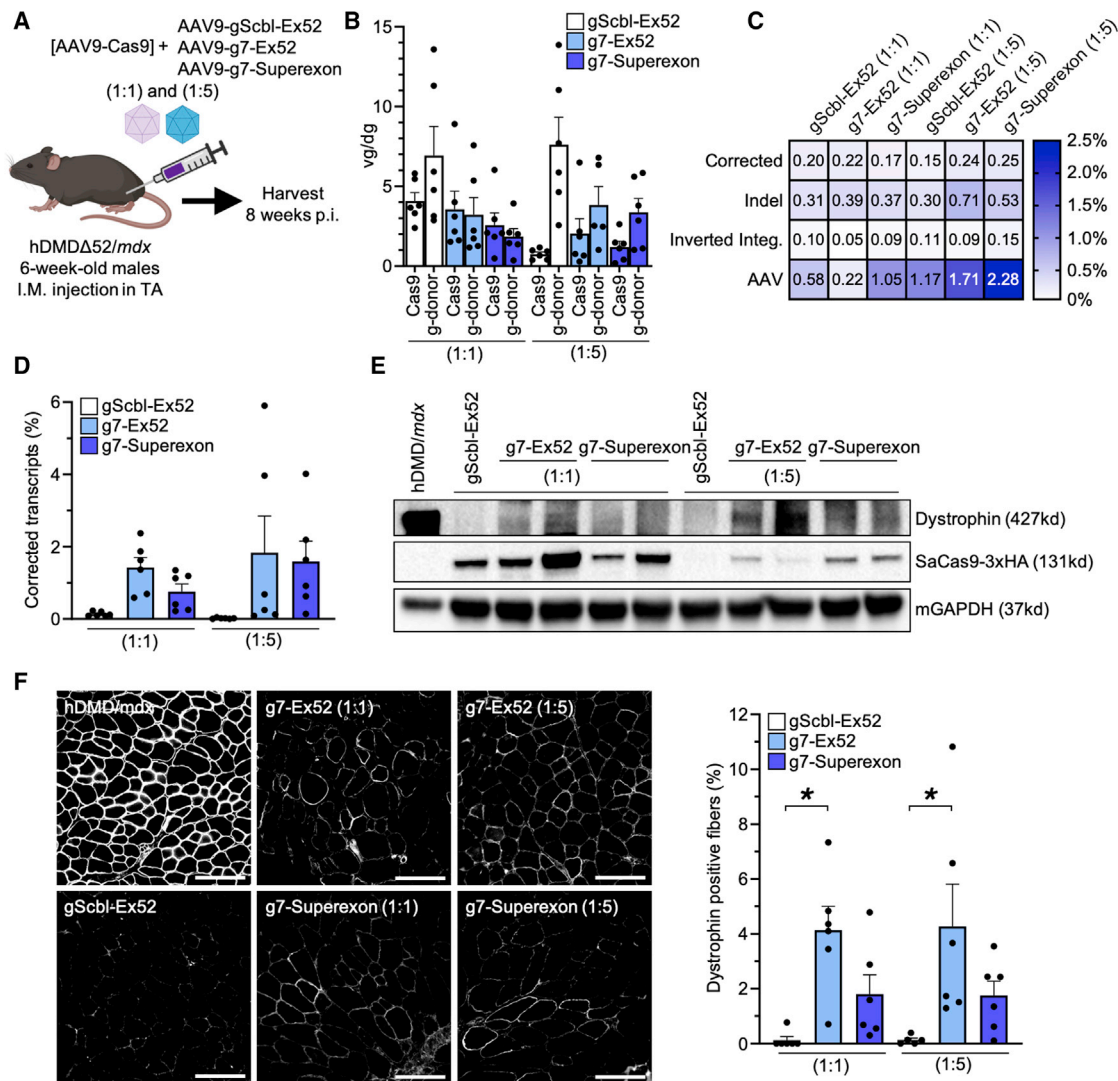 A
[AAV9-Cas9] +
AAV9-gScbl-Ex52
AAV9-g7-Ex52
AAV9-g7-Superexon
(1:1) and (1:5)
Harvest
8 weeks p.i.
hDMDΔ52/mdx
6-week-old males
I.M. injection in TA
B
gScbl-Ex52
g7-Ex52
g7-Superexon
vg/dg
15
10
5
0
Cas9 g-donor Cas9 g-donor Cas9 g-donor Cas9 g-donor Cas9 g-donor Cas9 g-donor
(1:1) (1:5)
C
gScbl-Ex52 (1:1)
g7-Ex52 (1:1)
g7-Superexon (1:1)
gScbl-Ex52 (1:5)
g7-Ex52 (1:5)
g7-Superexon (1:5)
Corrected 0.20 0.22 0.17 0.15 0.24 0.25
Indel 0.31 0.39 0.37 0.30 0.71 0.53
Inverted Integ. 0.10 0.05 0.09 0.11 0.09 0.15
AAV 0.58 0.22 1.05 1.17 1.71 2.28
2.5%
2.0%
1.5%
1.0%
0.5%
0%
D
gScbl-Ex52
g7-Ex52
g7-Superexon
Corrected transcripts (%)
6
4
2
0
(1:1) (1:5)
E
hDMD/mdx
gScbl-Ex52
g7-Ex52 g7-Superexon
(1:1)
gScbl-Ex52
g7-Ex52 g7-Superexon
(1:5)
Dystrophin (427kd)
SaCas9-3xHA (131kd)
mGAPDH (37kd)
F
hDMD/mdx
g7-Ex52 (1:1)
g7-Ex52 (1:5)
gScbl-Ex52
g7-Superexon (1:1)
g7-Superexon (1:5)
gScbl-Ex52
g7-Ex52
g7-Superexon
Dystrophin positive fibers (%)
12
10
8
6
4
2
0
* *
(1:1) (1:5)